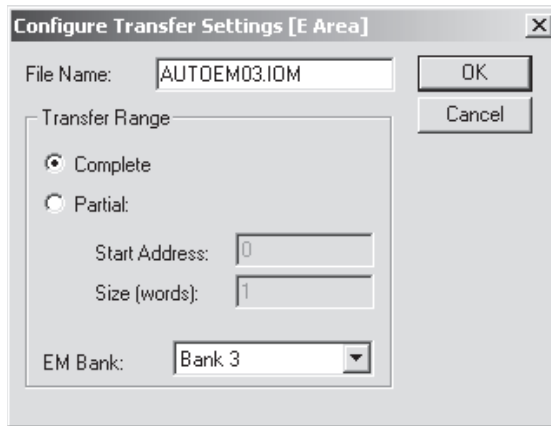 Configure Transfer Settings [E Area]
File Name: AUTOEM03.IOM
OK
Cancel
Transfer Range
Complete
Partial:
Start Address: 0
Size (words): 1
EM Bank: Bank 3